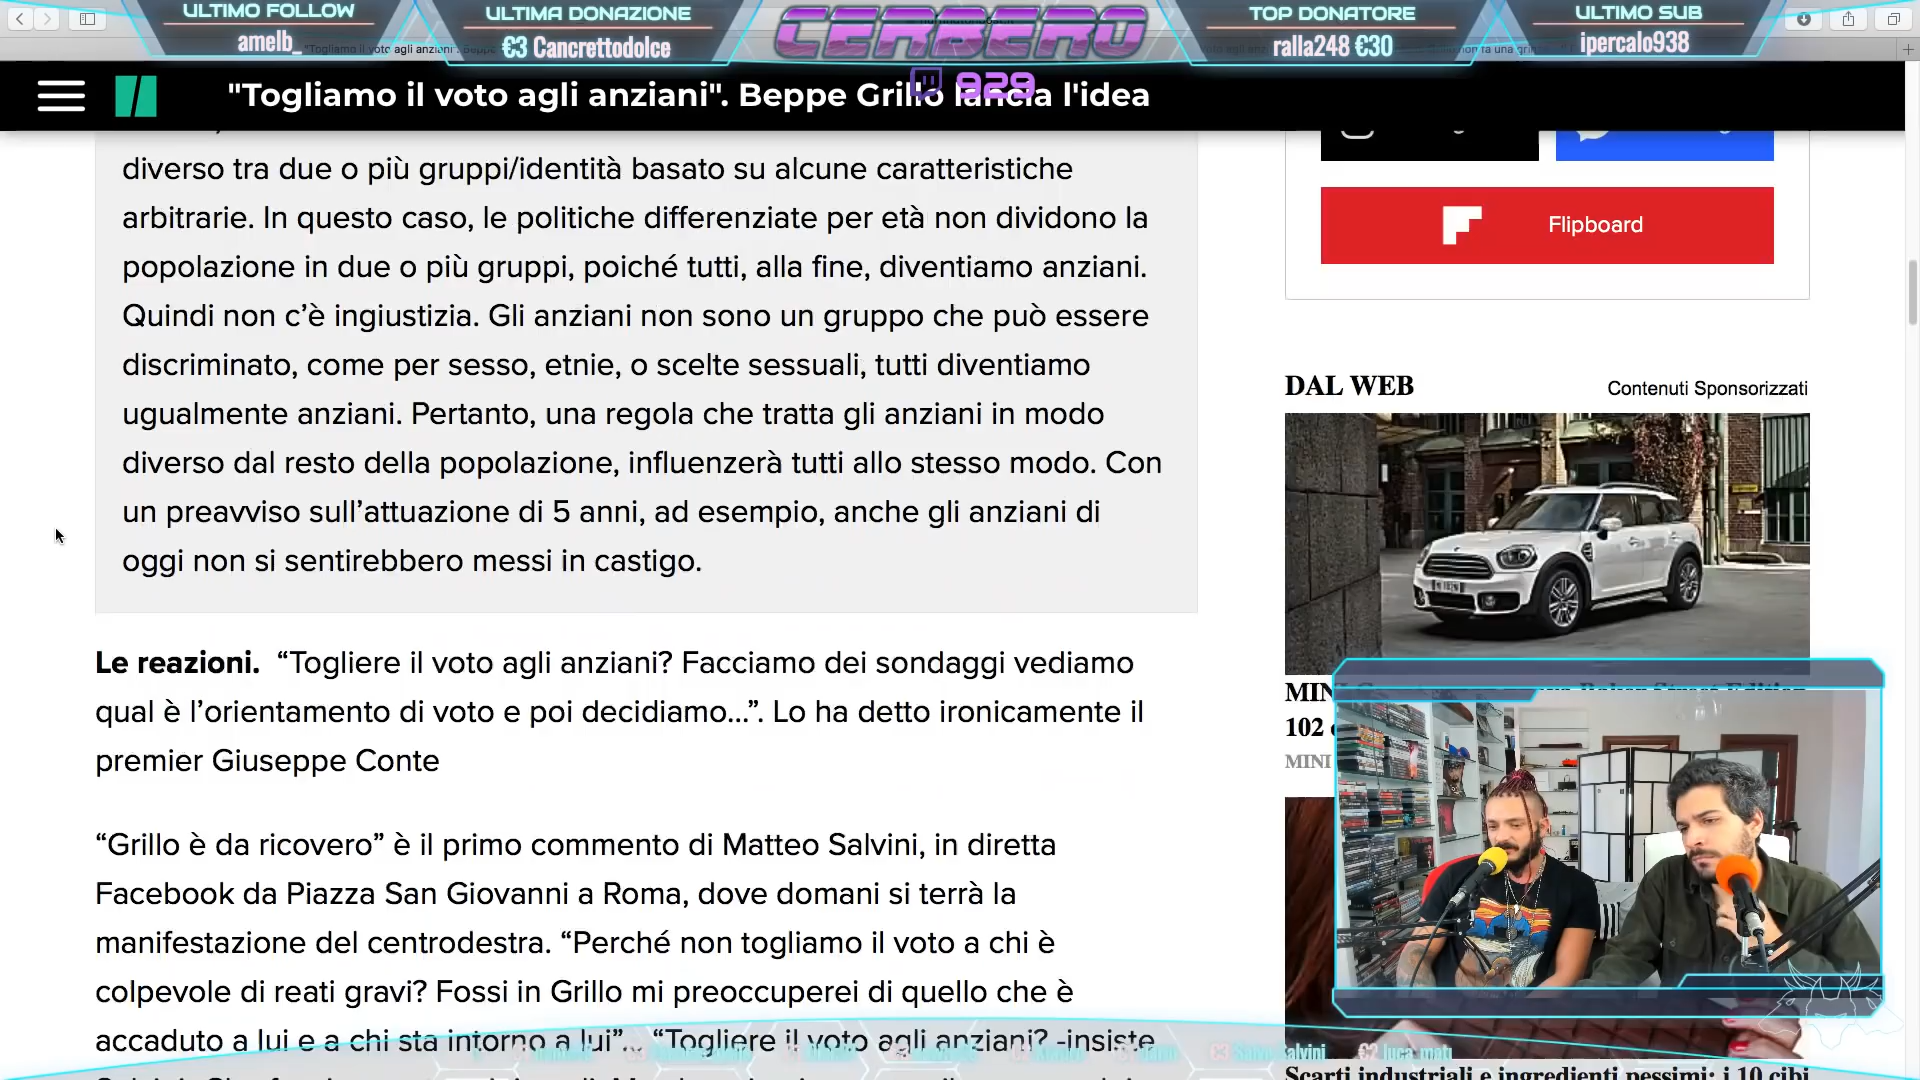 ULTIMO FOLLOW
amelb_
ULTIMA DONAZIONE
€3 Cancrettodolce
CERBERO
TOP DONATORE
ralla248 €30
ULTIMO SUB
ipercalo938
929
"Togliamo il voto agli anziani". Beppe Grillo lancia l'idea
diverso tra due o più gruppi/identità basato su alcune caratteristiche
arbitrarie. In questo caso, le politiche differenziate per età non dividono la
popolazione in due o più gruppi, poiché tutti, alla fine, diventiamo anziani.
Quindi non c’è ingiustizia. Gli anziani non sono un gruppo che può essere
discriminato, come per sesso, etnie, o scelte sessuali, tutti diventiamo
ugualmente anziani. Pertanto, una regola che tratta gli anziani in modo
diverso dal resto della popolazione, influenzerà tutti allo stesso modo. Con
un preavviso sull’attuazione di 5 anni, ad esempio, anche gli anziani di
oggi non si sentirebbero messi in castigo.
Le reazioni. “Togliere il voto agli anziani? Facciamo dei sondaggi vediamo
qual è l’orientamento di voto e poi decidiamo...”. Lo ha detto ironicamente il
premier Giuseppe Conte
“Grillo è da ricovero” è il primo commento di Matteo Salvini, in diretta
Facebook da Piazza San Giovanni a Roma, dove domani si terrà la
manifestazione del centrodestra. “Perché non togliamo il voto a chi è
colpevole di reati gravi? Fossi in Grillo mi preoccuperei di quello che è
accaduto a lui e a chi sta intorno a lui”... “Togliere il voto agli anziani? -insiste
Flipboard
DAL WEB
Contenuti Sponsorizzati
102
MINI
Scarti industriali e ingredienti pessimi: i 10 cibi